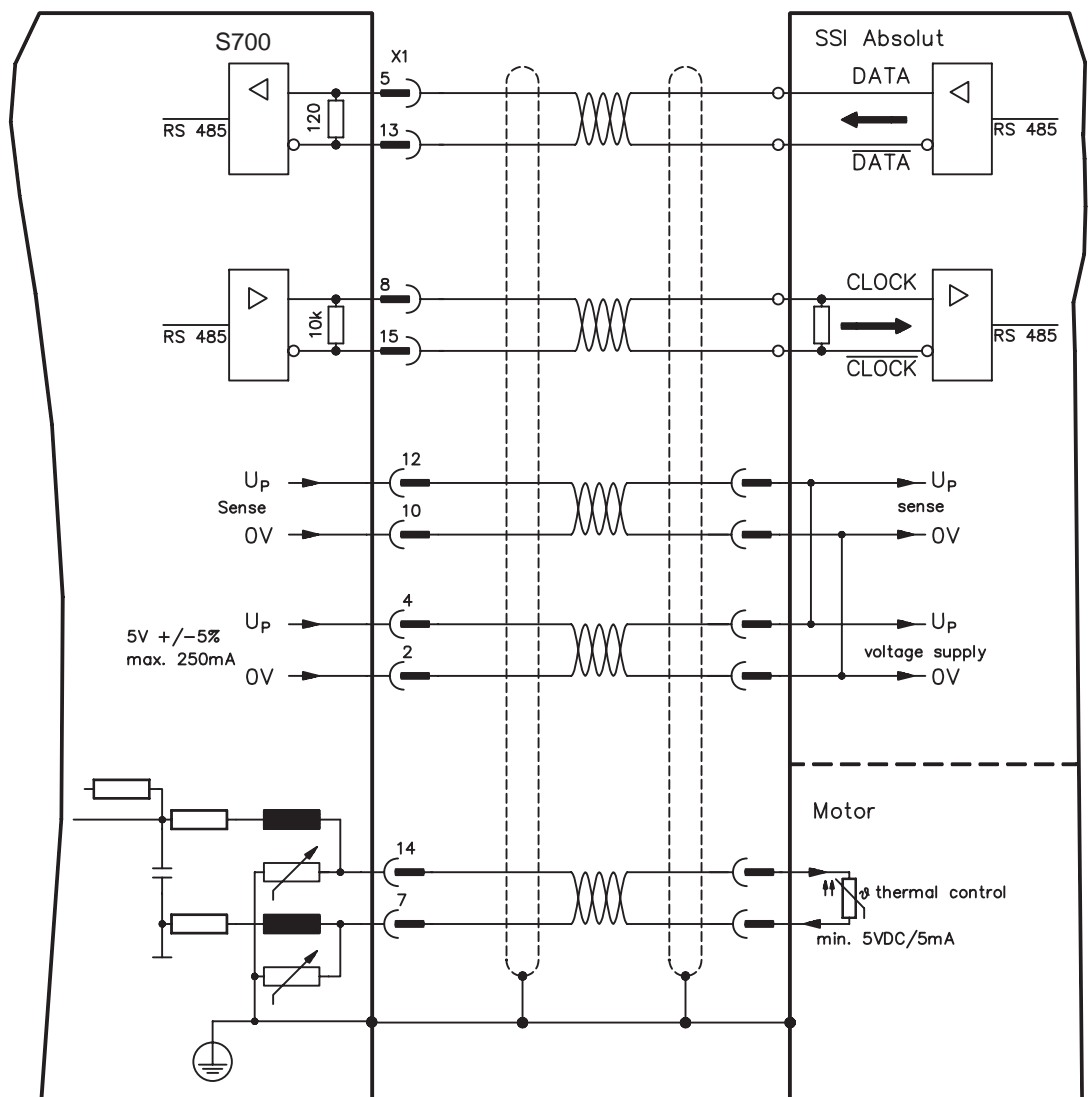 S700
SSI Absolut
X1
5
DATA
120
RS 485
13
RS 485
DATA
8
CLOCK
10k
RS 485
15
RS 485
CLOCK
12
UP
UP
Sense
10
sense
0V
0V
4
UP
UP
5V +/-5%
max. 250mA
2
voltage supply
0V
0V
Motor
14
7
ϑ thermal control
min. 5VDC/5mA